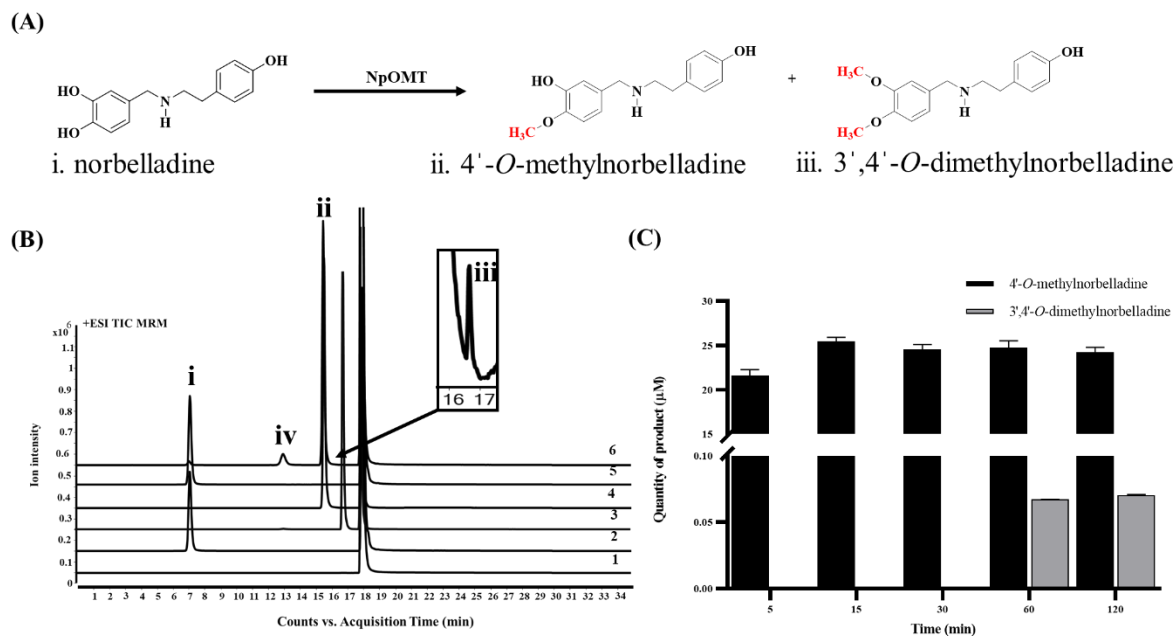 (A)
OH
HO
HO
N
H
NpOMT
OH
HO
O
H₃C
N
H
+
OH
H₃C
O
O
H₃C
N
H
i. norbelladine
ii. 4'-O-methylnorbelladine
iii. 3',4'-O-dimethylnorbelladine
(B)
+ESI TIC MRM
x10⁶
1.1
1
0.9
0.8
0.7
0.6
0.5
0.4
0.3
0.2
0.1
0
Ion intensity
i
iv
ii
iii
16 17
6
5
4
3
2
1
1 2 3 4 5 6 7 8 9 10 11 12 13 14 15 16 17 18 19 20 21 22 23 24 25 26 27 28 29 30 31 32 33 34
Counts vs. Acquisition Time (min)
(C)
4'-O-methylnorbelladine
3',4'-O-dimethylnorbelladine
30
25
20
15
0.10
0.05
0.00
Quantity of product (µM)
5 15 30 60 120
Time (min)